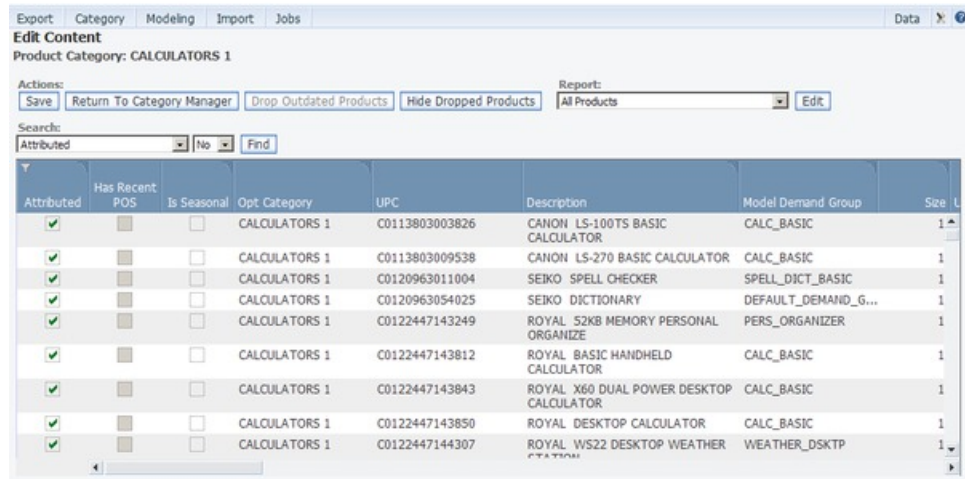 Export Category Modeling Import Jobs Data
Edit Content
Product Category: CALCULATORS 1
Actions: Report:
Save Return To Category Manager Drop Outdated Products Hide Dropped Products All Products Edit
Search:
Attributed No Find
Has Recent
Attributed POS Is Seasonal Opt Category UPC Description Model Demand Group Size
CALCULATORS 1 C0113803003826 CANON LS-100TS BASIC CALC_BASIC 1
CALCULATOR
CALCULATORS 1 C0113803009538 CANON LS-270 BASIC CALCULATOR CALC_BASIC 1
CALCULATORS 1 C0120963011004 SEIKO SPELL CHECKER SPELL_DICT_BASIC 1
CALCULATORS 1 C0120963054025 SEIKO DICTIONARY DEFAULT_DEMAND_G... 1
CALCULATORS 1 C0122447143249 ROYAL 52KB MEMORY PERSONAL PERS_ORGANIZER 1
ORGANIZE
CALCULATORS 1 C0122447143812 ROYAL BASIC HANDHELD CALC_BASIC 1
CALCULATOR
CALCULATORS 1 C0122447143843 ROYAL X60 DUAL POWER DESKTOP CALC_BASIC 1
CALCULATOR
CALCULATORS 1 C0122447143850 ROYAL DESKTOP CALCULATOR CALC_BASIC 1
CALCULATORS 1 C0122447144307 ROYAL WS22 DESKTOP WEATHER WEATHER_DSKTP 1